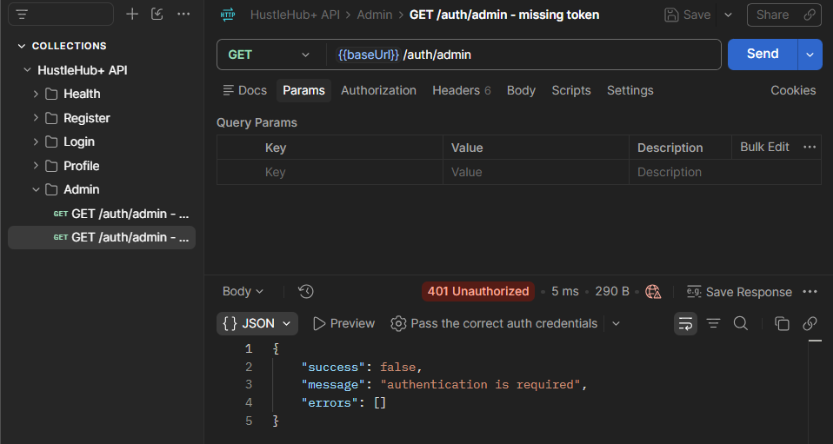 HTTP HustleHub+ API > Admin > GET /auth/admin - missing token Save Share
COLLECTIONS
HustleHub+ API
Health
Register
Login
Profile
Admin
GET GET /auth/admin - ...
GET GET /auth/admin - ...
GET {{baseUrl}} /auth/admin Send
Docs Params Authorization Headers 6 Body Scripts Settings Cookies
Query Params
Key Value Description Bulk Edit ...
Key Value Description
Body 401 Unauthorized • 5 ms • 290 B • e.g. Save Response ...
{} JSON Preview Pass the correct auth credentials
1 {
2 "success": false,
3 "message": "authentication is required",
4 "errors": []
5 }